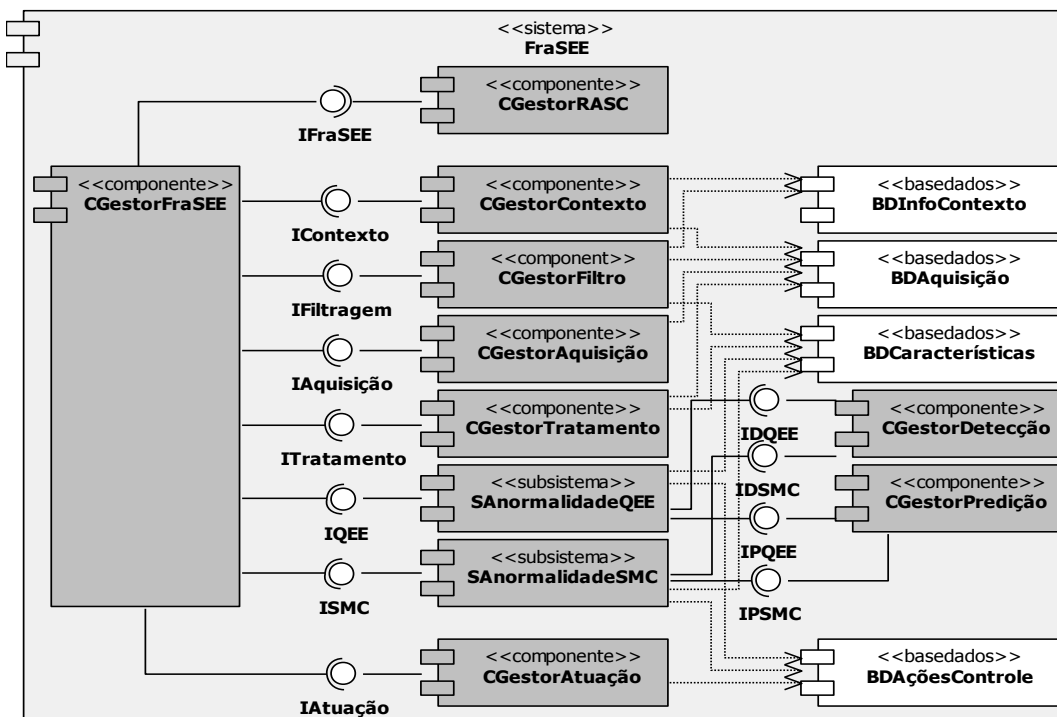 <<sistema>>
FraSEE
<<componente>>
CGestorRASC
IFraSEE
<<componente>>
CGestorFraSEE
<<componente>>
CGestorContexto
<<basedados>>
BDInfoContexto
IContexto
<<component>>
CGestorFiltro
<<basedados>>
BDAquisição
IFiltragem
<<componente>>
CGestorAquisição
<<basedados>>
BDCaracterísticas
IAquisição
<<componente>>
CGestorTratamento
IDQEE
<<componente>>
CGestorDetecção
ITratamento
<<subsistema>>
SAnormalidadeQEE
IDSMC
<<componente>>
CGestorPredição
IQEE
IPQEE
<<subsistema>>
SAnormalidadeSMC
ISMC
IPSMC
<<componente>>
CGestorAtuação
<<basedados>>
BDAçõesControle
IAtuação